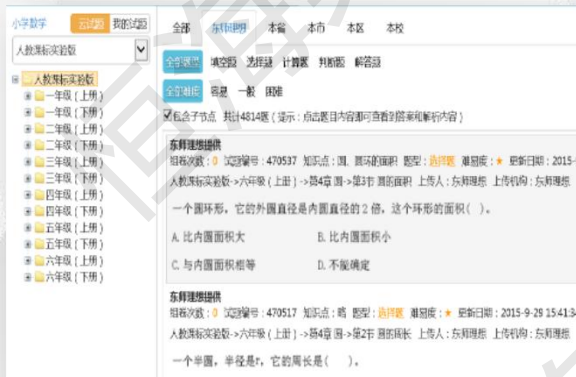 小学数学 云试题 我的试题
人教课标实验版
人教课标实验版
一年级（上册）
一年级（下册）
二年级（上册）
二年级（下册）
三年级（上册）
三年级（下册）
四年级（上册）
四年级（下册）
五年级（上册）
五年级（下册）
六年级（上册）
六年级（下册）
全部 东师理想 本省 本市 本区 本校
全部题型 填空题 选择题 计算题 判断题 解答题
全部难度 容易 一般 困难
包含子节点 共计4814题（提示：点击题目内容即可查看到答案和解析内容）
东师理想提供
组卷次数：0 试题编号：470537 知识点：圆、圆环的面积 题型：选择题 难易度：★ 更新日期：2015-
人教课标实验版->六年级（上册）->第4章 圆->第3节 圆的面积 上传人：东师理想 上传机构：东师理想
一个圆环形，它的外圆直径是内圆直径的2倍，这个环形的面积( )。
A. 比内圆面积大 B. 比内圆面积小
C. 与内圆面积相等 D. 不能确定
东师理想提供
组卷次数：0 试题编号：470517 知识点：略 题型：选择题 难易度：★ 更新日期：2015-9-29 15:41:34
人教课标实验版->六年级（上册）->第4章 圆->第2节 圆的周长 上传人：东师理想 上传机构：东师理想
一个半圆，半径是r，它的周长是( )。